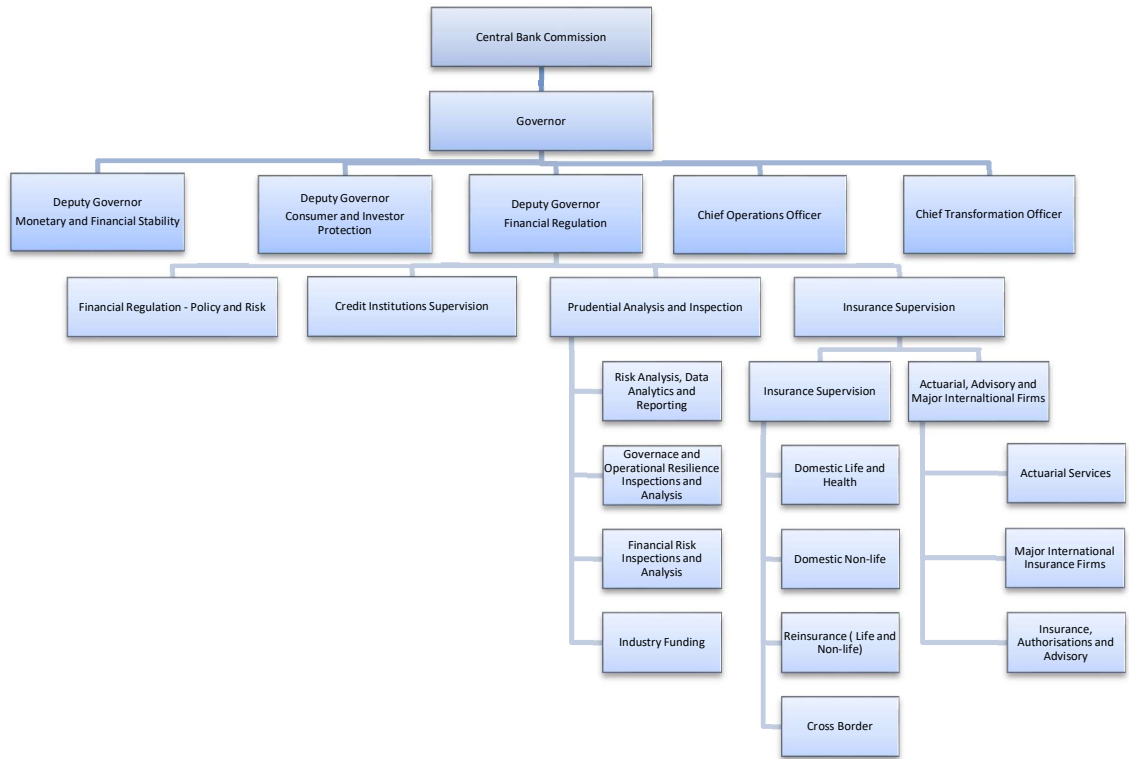 Central Bank Commission
Governor
Deputy Governor
Monetary and Financial Stability
Deputy Governor
Consumer and Investor
Protection
Deputy Governor
Financial Regulation
Chief Operations Officer
Chief Transformation Officer
Financial Regulation - Policy and Risk
Credit Institutions Supervision
Prudential Analysis and Inspection
Insurance Supervision
Risk Analysis, Data
Analytics and
Reporting
Governace and
Operational Resilience
Inspections and
Analysis
Financial Risk
Inspections and
Analysis
Industry Funding
Insurance Supervision
Domestic Life and
Health
Domestic Non-life
Reinsurance ( Life and
Non-life)
Cross Border
Actuarial, Advisory and
Major Internaltional Firms
Actuarial Services
Major International
Insurance Firms
Insurance,
Authorisations and
Advisory